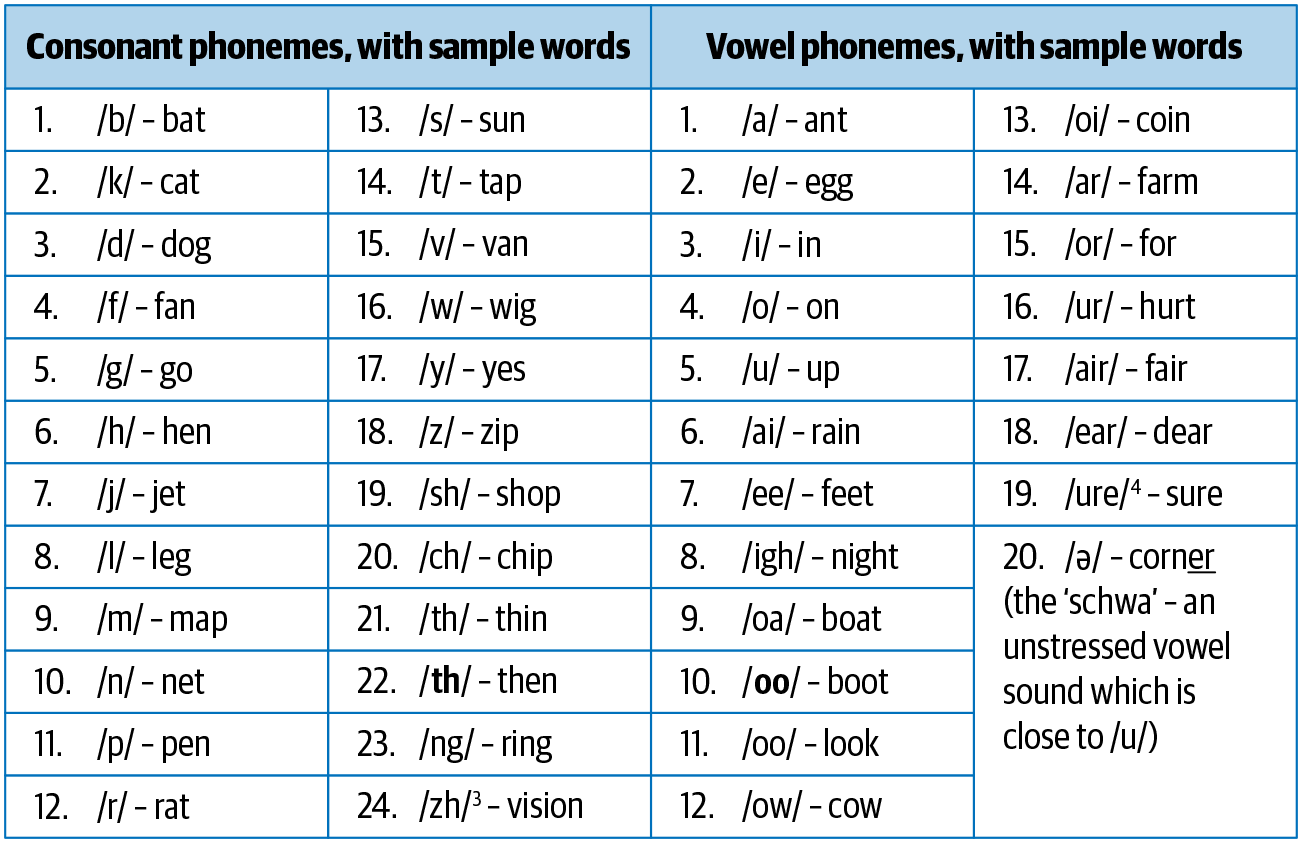 Consonant phonemes, with sample words Vowel phonemes, with sample words
1. /b/ – bat 13. /s/ – sun 1. /a/ – ant 13. /oi/ – coin
2. /k/ – cat 14. /t/ – tap 2. /e/ – egg 14. /ar/ – farm
3. /d/ – dog 15. /v/ – van 3. /i/ – in 15. /or/ – for
4. /f/ – fan 16. /w/ – wig 4. /o/ – on 16. /ur/ – hurt
5. /g/ – go 17. /y/ – yes 5. /u/ – up 17. /air/ – fair
6. /h/ – hen 18. /z/ – zip 6. /ai/ – rain 18. /ear/ – dear
7. /j/ – jet 19. /sh/ – shop 7. /ee/ – feet 19. /ure/⁴ – sure
8. /l/ – leg 20. /ch/ – chip 8. /igh/ – night 20. /ə/ – corner
(the ‘schwa’ – an
9. /m/ – map 21. /th/ – thin 9. /oa/ – boat unstressed vowel
10. /n/ – net 22. /th/ – then 10. /oo/ – boot sound which is
11. /p/ – pen 23. /ng/ – ring 11. /oo/ – look close to /u/)
12. /r/ – rat 24. /zh/³ – vision 12. /ow/ – cow